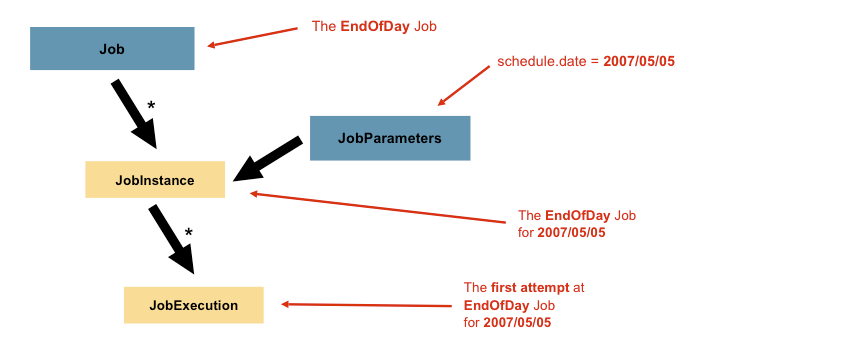 The EndOfDay Job
Job
schedule.date = 2007/05/05
*
JobParameters
JobInstance
The EndOfDay Job
for 2007/05/05
*
The first attempt at
EndOfDay Job
for 2007/05/05
JobExecution